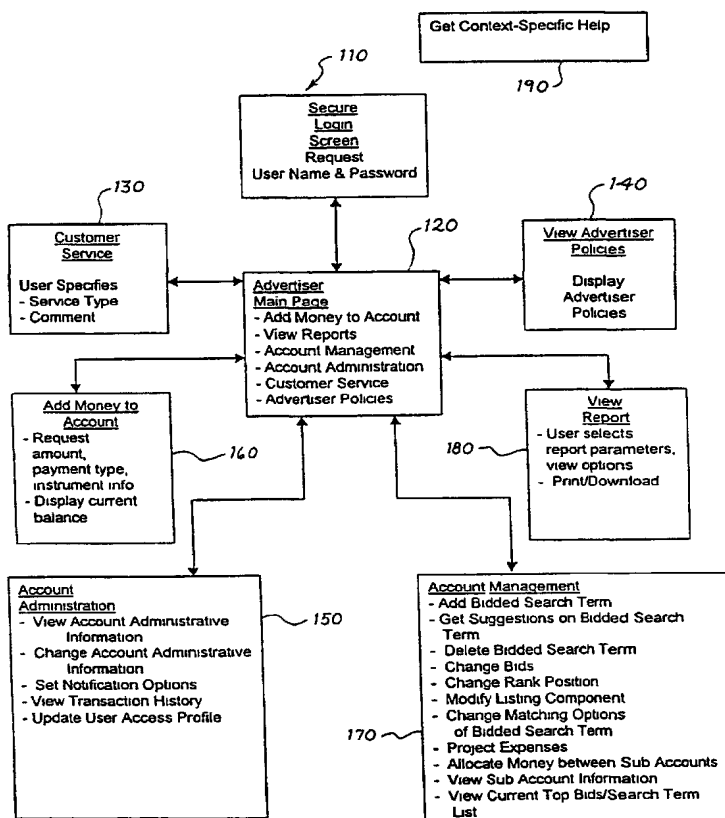 Get Context-Specific Help
190
110
Secure
Login
Screen
Request
User Name & Password
130
Customer
Service
User Specifies
- Service Type
- Comment
120
Advertiser
Main Page
- Add Money to Account
- View Reports
- Account Management
- Account Administration
- Customer Service
- Advertiser Policies
140
View Advertiser
Policies
Display
Advertiser
Policies
Add Money to
Account
- Request
amount,
payment type,
instrument info
- Display current
balance
160
View
Report
- User selects
report parameters,
view options
- Print/Download
180
Account
Administration
- View Account Administrative
Information
- Change Account Administrative
Information
- Set Notification Options
- View Transaction History
- Update User Access Profile
150
Account Management
- Add Bidded Search Term
- Get Suggestions on Bidded Search
Term
- Delete Bidded Search Term
- Change Bids
- Change Rank Position
- Modify Listing Component
- Change Matching Options
of Bidded Search Term
- Project Expenses
- Allocate Money between Sub Accounts
- View Sub Account Information
- View Current Top Bids/Search Term
List
170